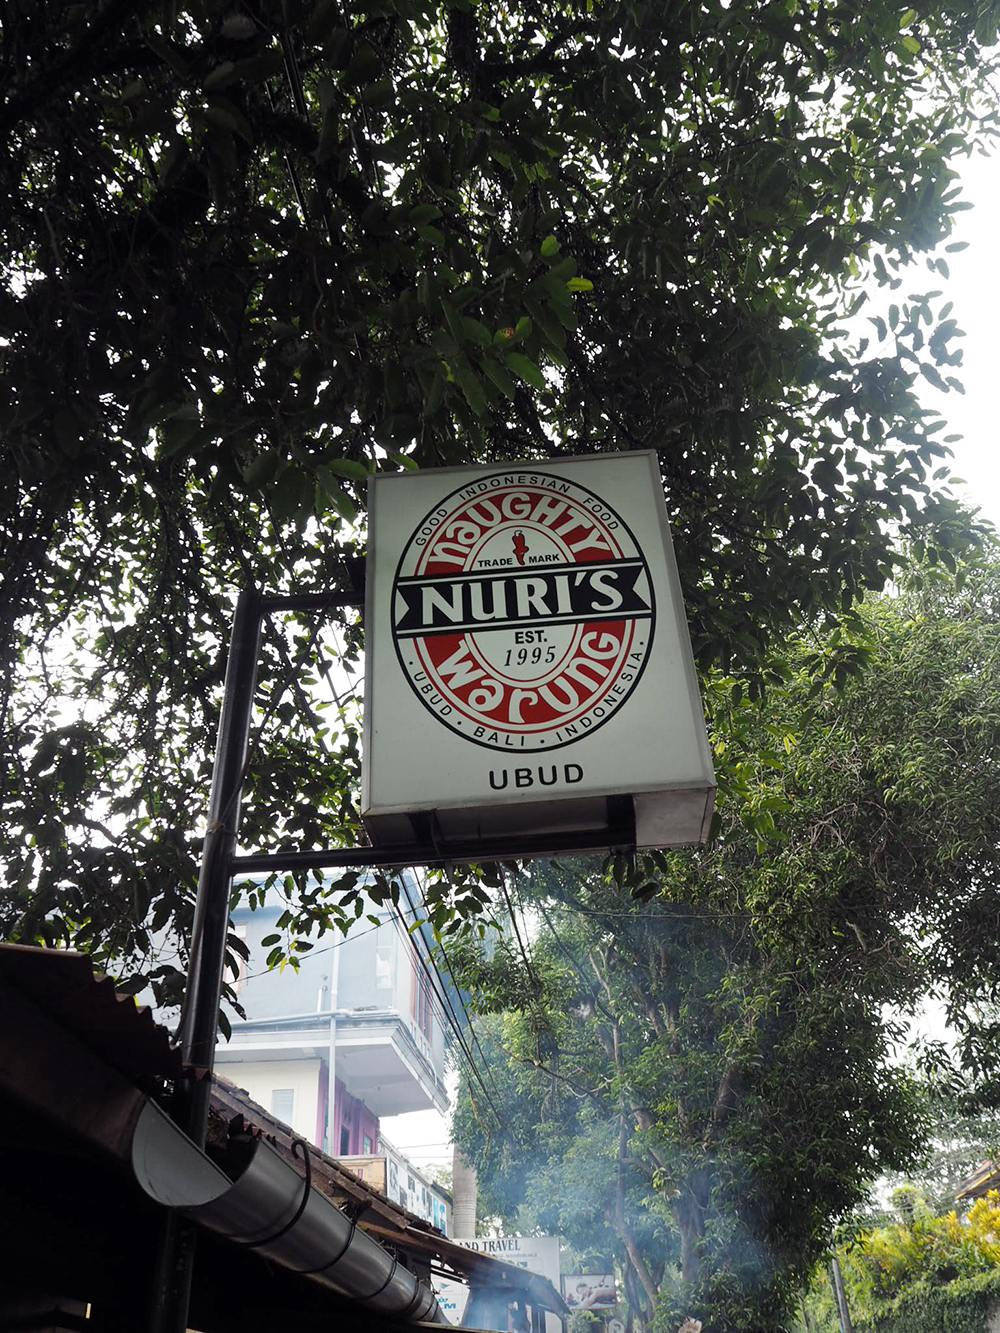 GOOD INDONESIAN FOOD
naUGHTY
TRADE MARK
NURI'S
EST.
1995
warung
· UBUD · BALI · INDONESIA ·
UBUD
AND TRAVEL